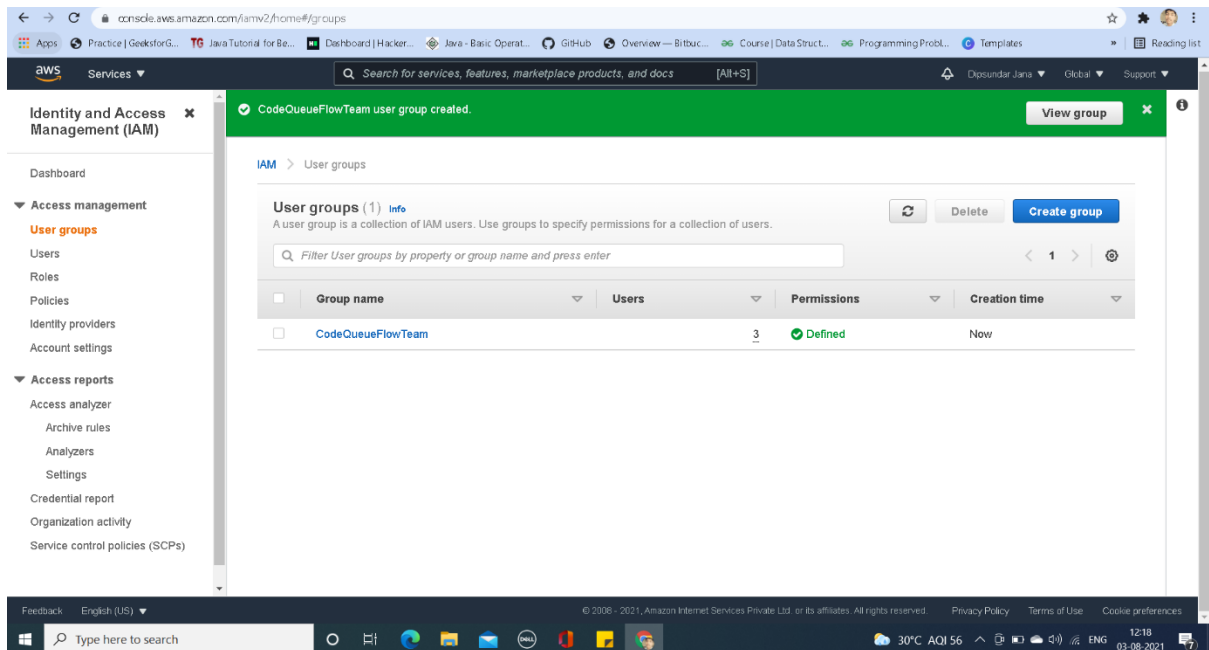 console.aws.amazon.com/iamv2/home#/groups
Apps Practice | GeeksforG... TG Java Tutorial for Be... Dashboard | Hacker... Java - Basic Operat... GitHub Overview — Bitbuc... Course | Data Struct... Programming Probl... Templates » Reading list
aws Services Search for services, features, marketplace products, and docs [Alt+S] Dipsundar Jana Global Support
CodeQueueFlowTeam user group created. View group
Identity and Access Management (IAM)
Dashboard
Access management
User groups
Users
Roles
Policies
Identity providers
Account settings
Access reports
Access analyzer
Archive rules
Analyzers
Settings
Credential report
Organization activity
Service control policies (SCPs)
IAM > User groups
User groups (1) Info
A user group is a collection of IAM users. Use groups to specify permissions for a collection of users.
Delete Create group
Filter User groups by property or group name and press enter
< 1 >
Group name Users Permissions Creation time
CodeQueueFlowTeam 3 Defined Now
Feedback English (US) © 2008 - 2021, Amazon Internet Services Private Ltd. or its affiliates. All rights reserved. Privacy Policy Terms of Use Cookie preferences
Type here to search DELL 30°C AQI 56 ENG 12:18
03-08-2021 7